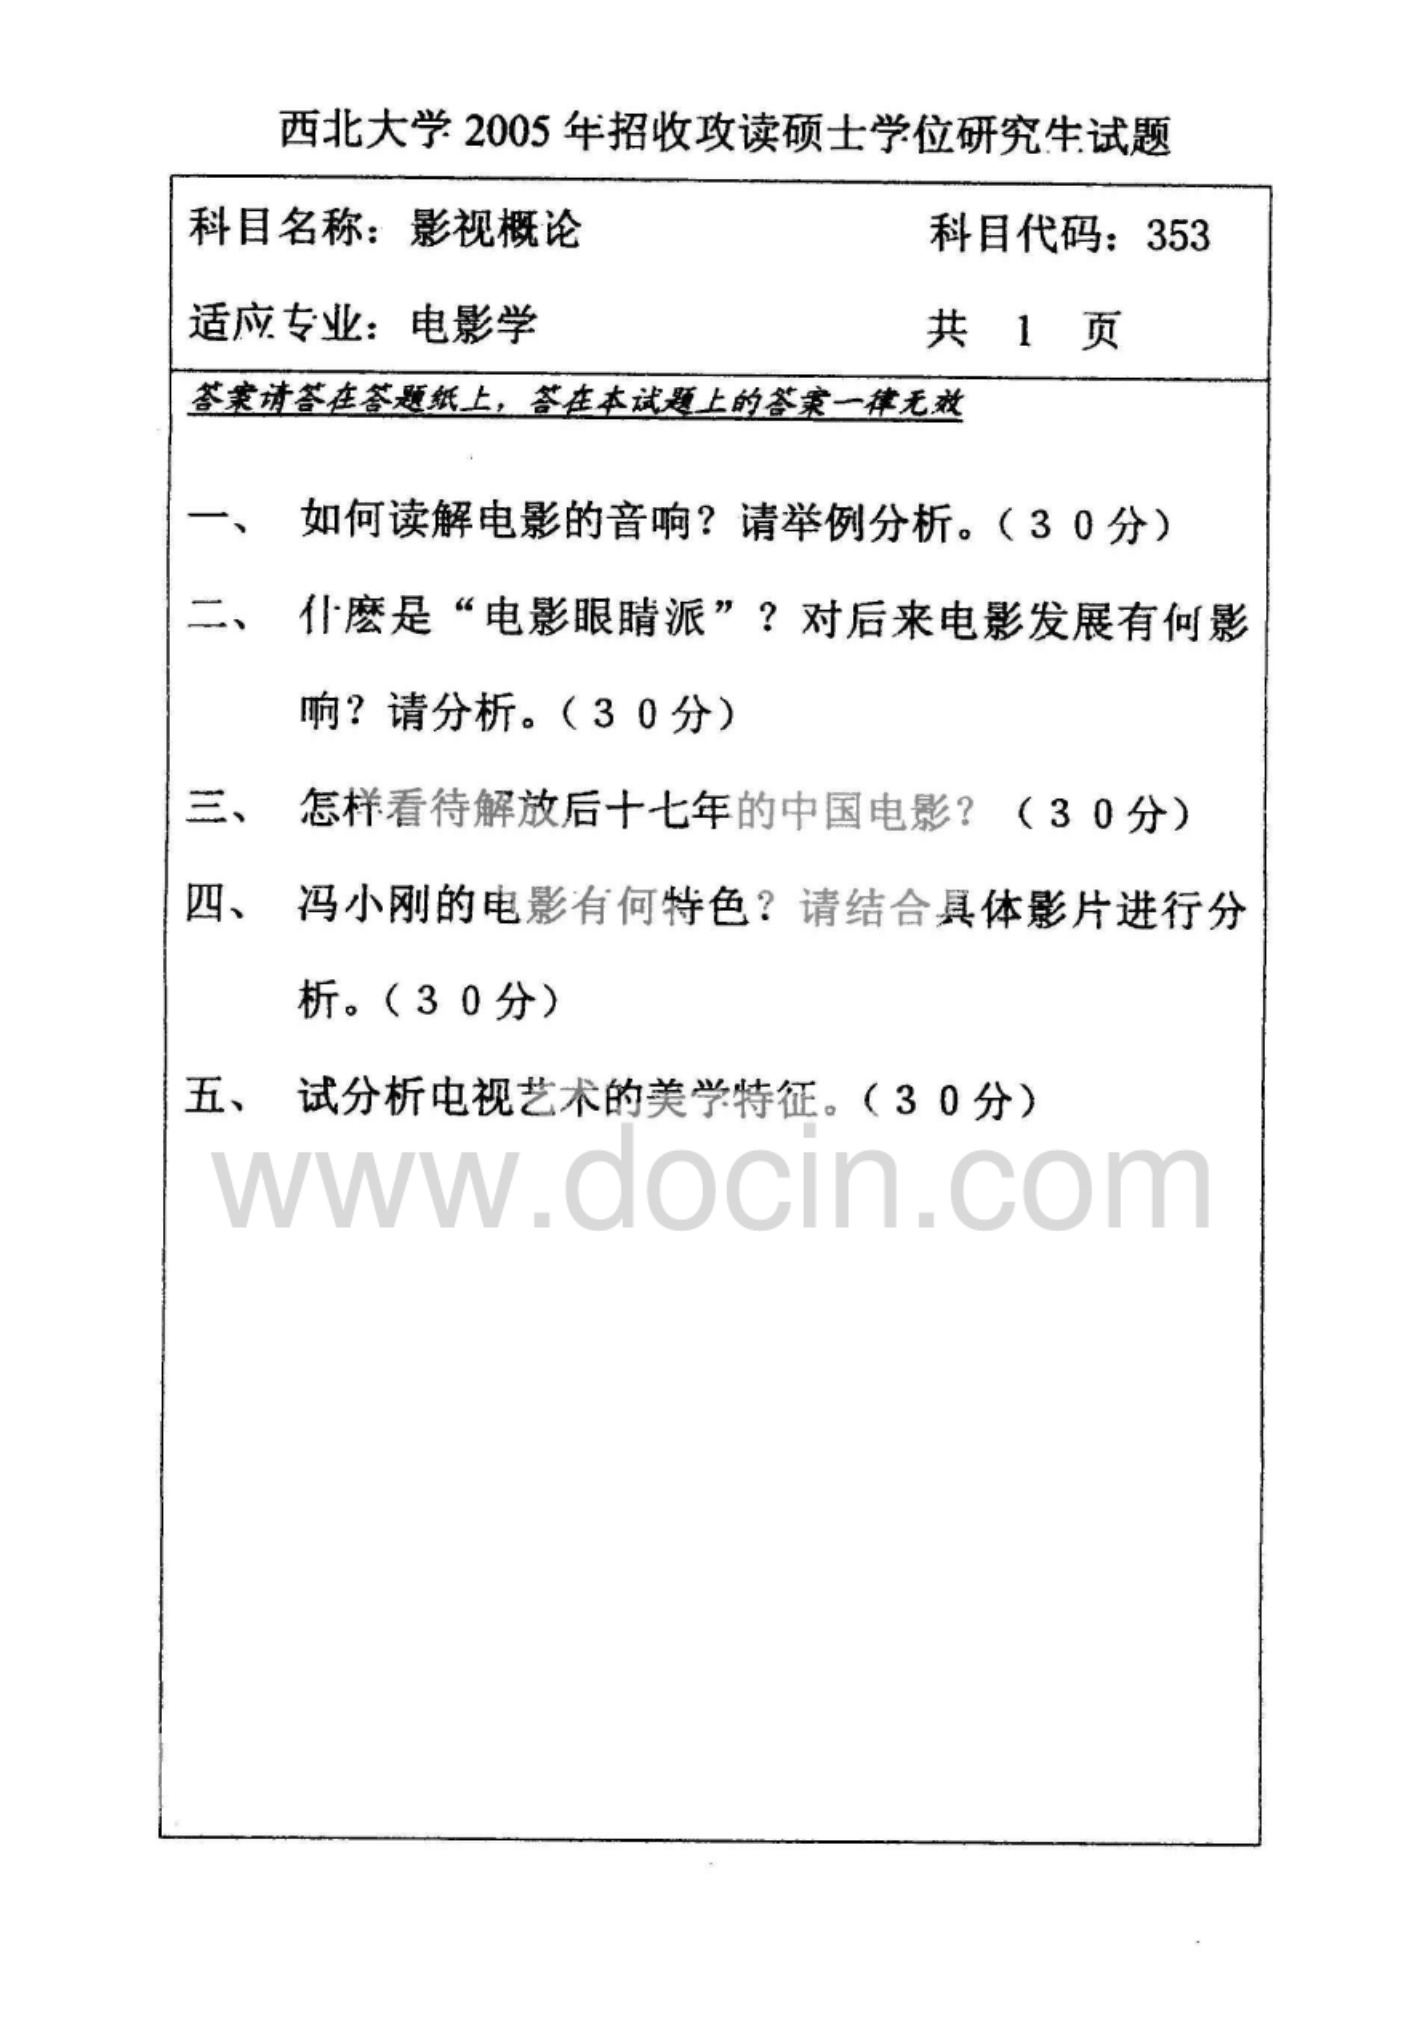 西北大学 2005 年招收攻读硕士学位研究生试题
科目名称：影视概论 科目代码：353
适应专业：电影学 共 1 页
答案请答在答题纸上，答在本试题上的答案一律无效
一、 如何读解电影的音响？请举例分析。（３０分）
二、 什麽是“电影眼睛派”？对后来电影发展有何影
响？请分析。（３０分）
三、 怎样看待解放后十七年的中国电影？（３０分）
四、 冯小刚的电影有何特色？请结合具体影片进行分
析。（３０分）
五、 试分析电视艺术的美学特征。（３０分）
www.docin.com